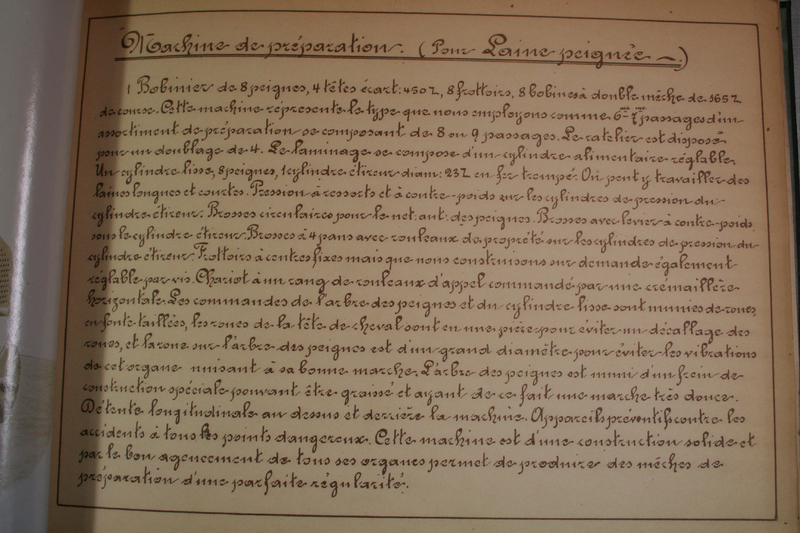 Machine de préparation. (Pour Laine peignée —.)
1 Bobinier de 8 peignes, 4 têtes écart: 450 %, 8 frottoirs, 8 bobines à double mèche de 165 %
de course. Cette machine représente le type que nous employons comme 6me 7me passages d'un
assortiment de préparation se composant de 8 ou 9 passages. Le ratelier est disposé
pour un doublage de 4. Le laminage se compose d'un cylindre alimentaire réglable
Un cylindre lisse, 8 peignes, 1 cylindre étireur diam: 23 % en fer trempé. On peut y travailler des
laines longues et courtes. Pression à ressorts et à contre-poids sur les cylindres de pression du
cylindre étireur. Brosses circulaires pour le net.ant: des peignes. Brosses avec levier à contre-poids
sous le cylindre étireur. Brosses à 4 pans avec rouleaux de propreté sur les cylindres de pression du
cylindre étireur. Frottoirs à centres fixes mais que nous construisons sur demande également
réglable par vis. Chariot à un rang de rouleaux d'appel commandé par une crémaillère
horizontale. Les commandes de l'arbre des peignes et du cylindre lisse sont munies de roues
en fonte taillées, les roues de la tête de cheval sont en une pièce pour éviter un décallage des
roues, et la roue sur l'arbre des peignes est d'un grand diamètre pour éviter les vibrations
de cet organe nuisant à sa bonne marche. L'arbre des peignes est muni d'un frein de
construction spéciale pouvant être graissé et ayant de ce fait une marche très douce.
Détente longitudinale au dessus et derrière la machine. Appareils préventifs contre les
accidents à tous les points dangereux. Cette machine est d'une construction solide et
par le bon agencement de tous ses organes permet de produire des mèches de
préparation d'une parfaite régularité.